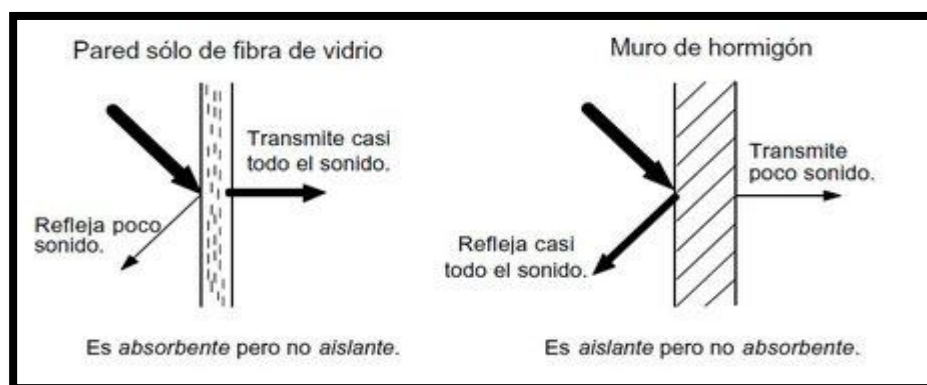 Pared sólo de fibra de vidrio
Transmite casi
todo el sonido.
Refleja poco
sonido.
Es absorbente pero no aislante.
Muro de hormigón
Transmite
poco sonido.
Refleja casi
todo el sonido.
Es aislante pero no absorbente.